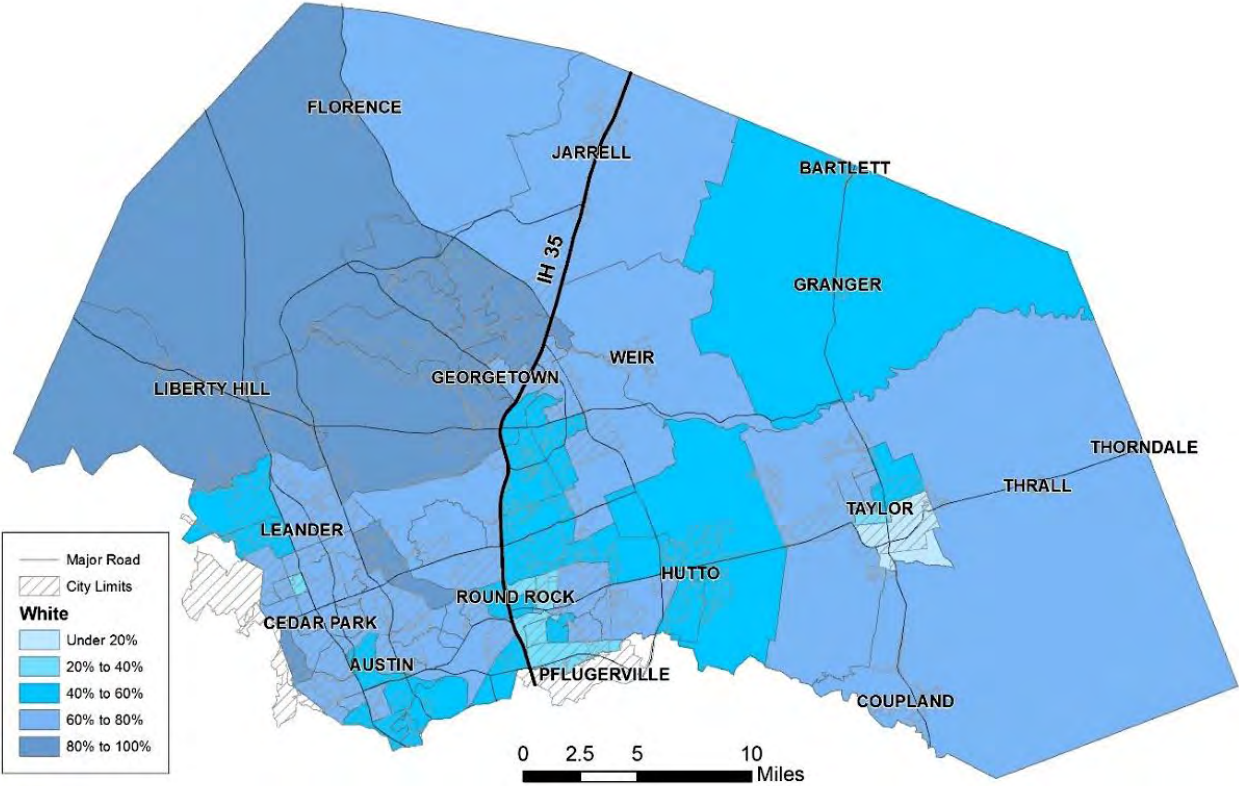 FLORENCE
JARRELL
BARTLETT
IH 35
GRANGER
WEIR
GEORGETOWN
LIBERTY HILL
THORNDALE
THRALL
TAYLOR
LEANDER
HUTTO
ROUND ROCK
CEDAR PARK
AUSTIN
PFLUGERVILLE
COUPLAND
Major Road
City Limits
White
Under 20%
20% to 40%
40% to 60%
60% to 80%
80% to 100%
0 2.5 5 10
Miles